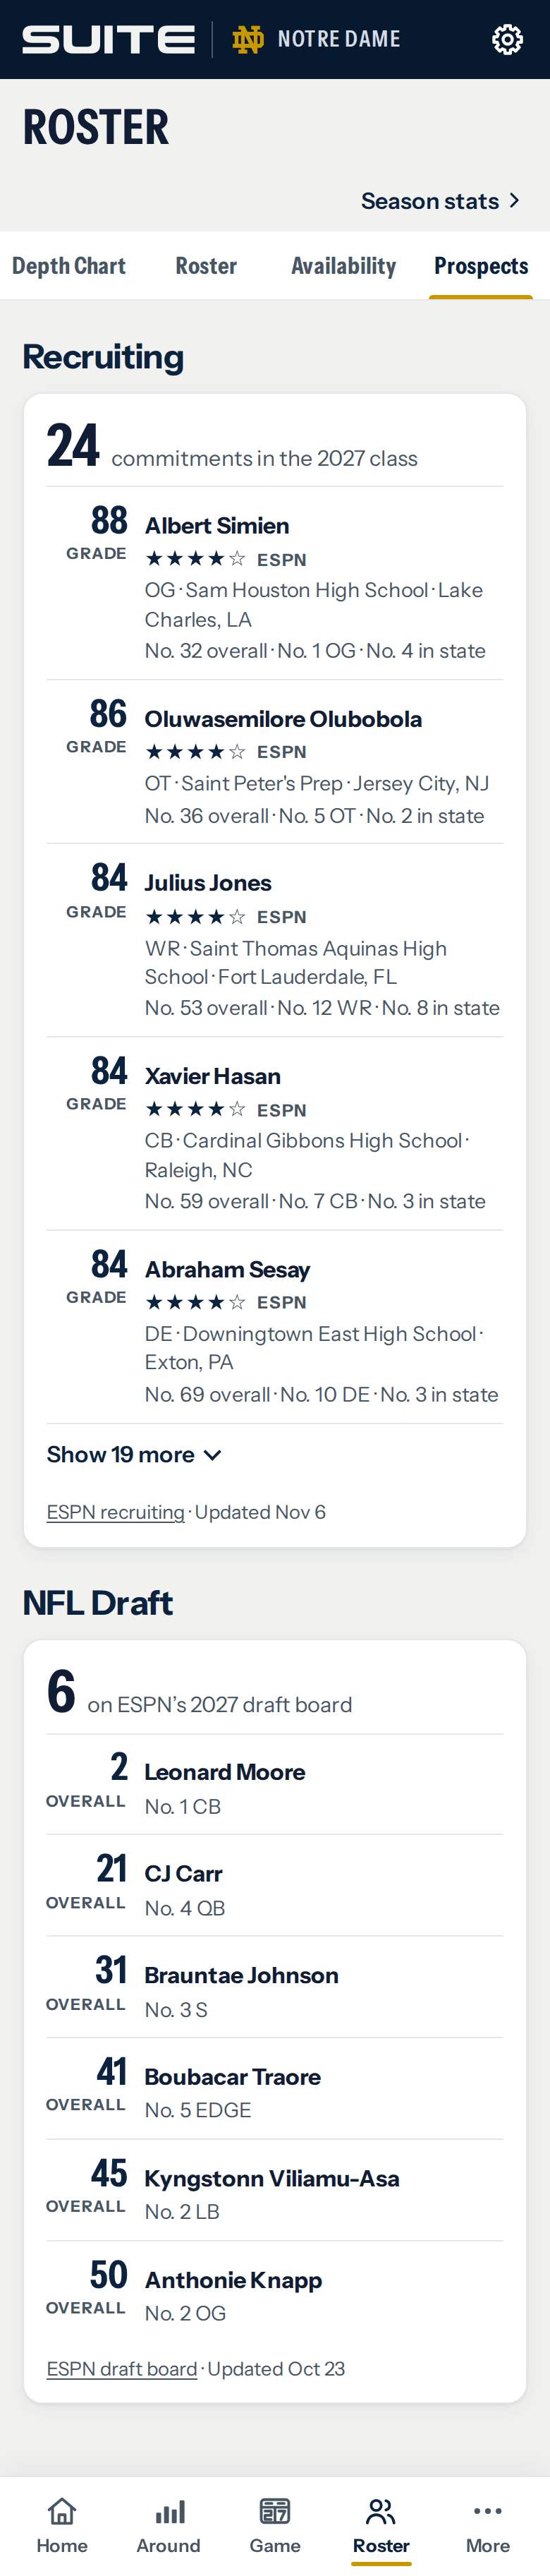 SUITE
NOTRE DAME
ROSTER
Season stats
Depth Chart Roster Availability Prospects
Recruiting
24 commitments in the 2027 class
88 Albert Simien
GRADE ★★★★☆ ESPN
OG · Sam Houston High School · Lake
Charles, LA
No. 32 overall · No. 1 OG · No. 4 in state
86 Oluwasemilore Olubobola
GRADE ★★★★☆ ESPN
OT · Saint Peter's Prep · Jersey City, NJ
No. 36 overall · No. 5 OT · No. 2 in state
84 Julius Jones
GRADE ★★★★☆ ESPN
WR · Saint Thomas Aquinas High
School · Fort Lauderdale, FL
No. 53 overall · No. 12 WR · No. 8 in state
84 Xavier Hasan
GRADE ★★★★☆ ESPN
CB · Cardinal Gibbons High School ·
Raleigh, NC
No. 59 overall · No. 7 CB · No. 3 in state
84 Abraham Sesay
GRADE ★★★★☆ ESPN
DE · Downingtown East High School ·
Exton, PA
No. 69 overall · No. 10 DE · No. 3 in state
Show 19 more
ESPN recruiting · Updated Nov 6
NFL Draft
6 on ESPN’s 2027 draft board
2 Leonard Moore
OVERALL No. 1 CB
21 CJ Carr
OVERALL No. 4 QB
31 Brauntae Johnson
OVERALL No. 3 S
41 Boubacar Traore
OVERALL No. 5 EDGE
45 Kyngstonn Viliamu-Asa
OVERALL No. 2 LB
50 Anthonie Knapp
OVERALL No. 2 OG
ESPN draft board · Updated Oct 23
Home Around Game Roster More